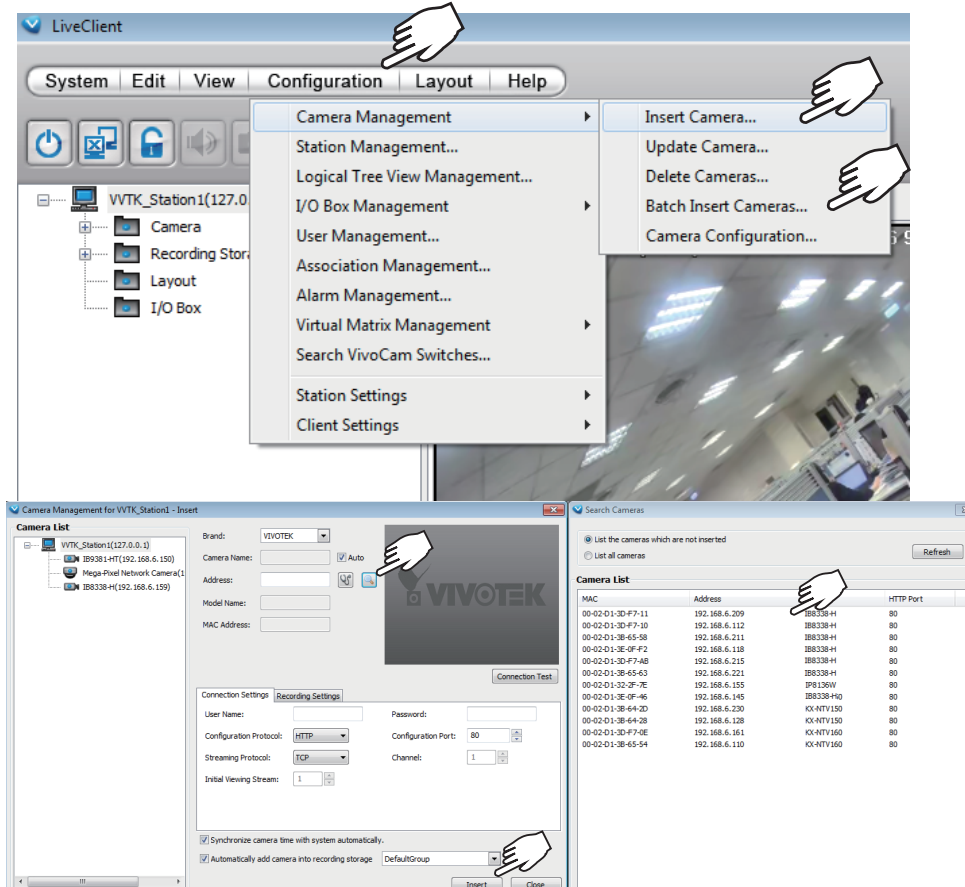 LiveClient
System Edit View Configuration Layout Help
Camera Management
Station Management...
Logical Tree View Management...
I/O Box Management
User Management...
Association Management...
Alarm Management...
Virtual Matrix Management
Search VivoCam Switches...
Station Settings
Client Settings
Insert Camera...
Update Camera...
Delete Cameras...
Batch Insert Cameras...
Camera Configuration...
VVTK_Station1(127.0.
Camera
Recording Stor
Layout
I/O Box
Camera Management for VVTK_Station1 - Insert
Camera List
VVTK_Station1(127.0.0.1)
IB9381-HT(192.168.6.150)
Mega-Pixel Network Camera(1
IB8338-H(192.168.6.159)
Brand: VIVOTEK
Camera Name: Auto
Address:
Model Name:
MAC Address:
VIVOTEK
Connection Test
Connection Settings Recording Settings
User Name: Password:
Configuration Protocol: HTTP Configuration Port: 80
Streaming Protocol: TCP Channel: 1
Initial Viewing Stream: 1
Synchronize camera time with system automatically.
Automatically add camera into recording storage DefaultGroup
Insert Close
Search Cameras
List the cameras which are not inserted
List all cameras
Refresh
Camera List
MAC Address HTTP Port
00-02-D1-3D-F7-11 192.168.6.209 IB8338-H 80
00-02-D1-3D-F7-10 192.168.6.112 IB8338-H 80
00-02-D1-3B-65-58 192.168.6.211 IB8338-H 80
00-02-D1-3E-0F-F2 192.168.6.118 IB8338-H 80
00-02-D1-3D-F7-AB 192.168.6.215 IB8338-H 80
00-02-D1-3B-65-63 192.168.6.221 IB8338-H 80
00-02-D1-32-2F-7E 192.168.6.155 IP8136W 80
00-02-D1-3E-0F-46 192.168.6.145 IB8338-H 80
00-02-D1-3B-64-2D 192.168.6.230 KX-NTV150 80
00-02-D1-3B-64-28 192.168.6.128 KX-NTV150 80
00-02-D1-3D-F7-0E 192.168.6.161 KX-NTV160 80
00-02-D1-3B-65-54 192.168.6.110 KX-NTV160 80